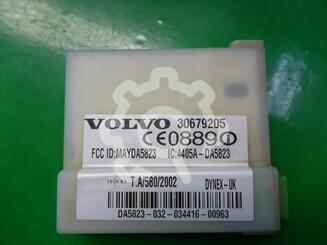 VOLVO 30679205
CE0889
FCC ID:MAYDA5823 IC:4405A-DA5823
T.A/580/2002 DYNEX-UK
DA5823-032-034416-00963